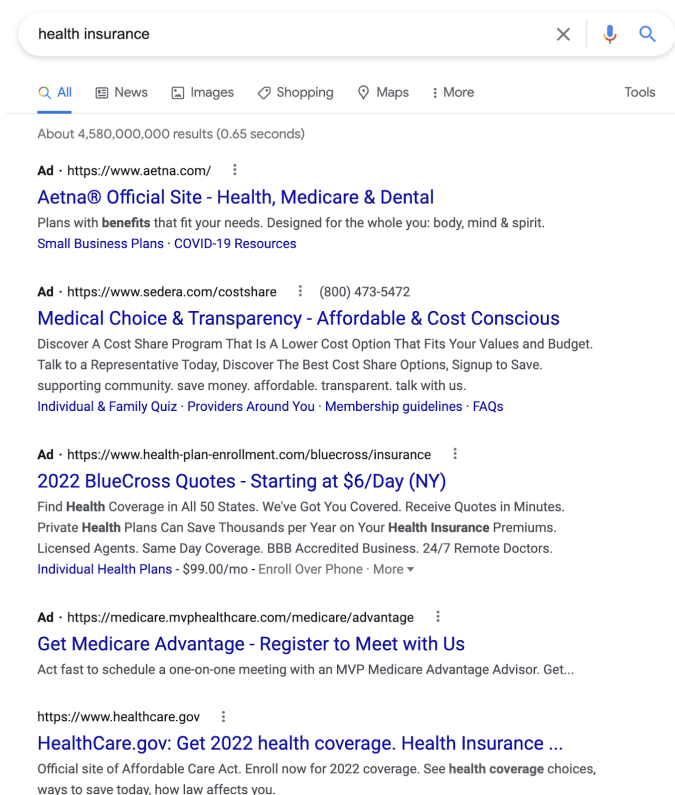 health insurance
All News Images Shopping Maps More Tools
About 4,580,000,000 results (0.65 seconds)
Ad · https://www.aetna.com/
Aetna® Official Site - Health, Medicare & Dental
Plans with benefits that fit your needs. Designed for the whole you: body, mind & spirit.
Small Business Plans · COVID-19 Resources
Ad · https://www.sedera.com/costshare (800) 473-5472
Medical Choice & Transparency - Affordable & Cost Conscious
Discover A Cost Share Program That Is A Lower Cost Option That Fits Your Values and Budget.
Talk to a Representative Today, Discover The Best Cost Share Options, Signup to Save.
supporting community. save money. affordable. transparent. talk with us.
Individual & Family Quiz · Providers Around You · Membership guidelines · FAQs
Ad · https://www.health-plan-enrollment.com/bluecross/insurance
2022 BlueCross Quotes - Starting at $6/Day (NY)
Find Health Coverage in All 50 States. We've Got You Covered. Receive Quotes in Minutes.
Private Health Plans Can Save Thousands per Year on Your Health Insurance Premiums.
Licensed Agents. Same Day Coverage. BBB Accredited Business. 24/7 Remote Doctors.
Individual Health Plans - $99.00/mo - Enroll Over Phone · More
Ad · https://medicare.mvphealthcare.com/medicare/advantage
Get Medicare Advantage - Register to Meet with Us
Act fast to schedule a one-on-one meeting with an MVP Medicare Advantage Advisor. Get...
https://www.healthcare.gov
HealthCare.gov: Get 2022 health coverage. Health Insurance ...
Official site of Affordable Care Act. Enroll now for 2022 coverage. See health coverage choices,
ways to save today, how law affects you.